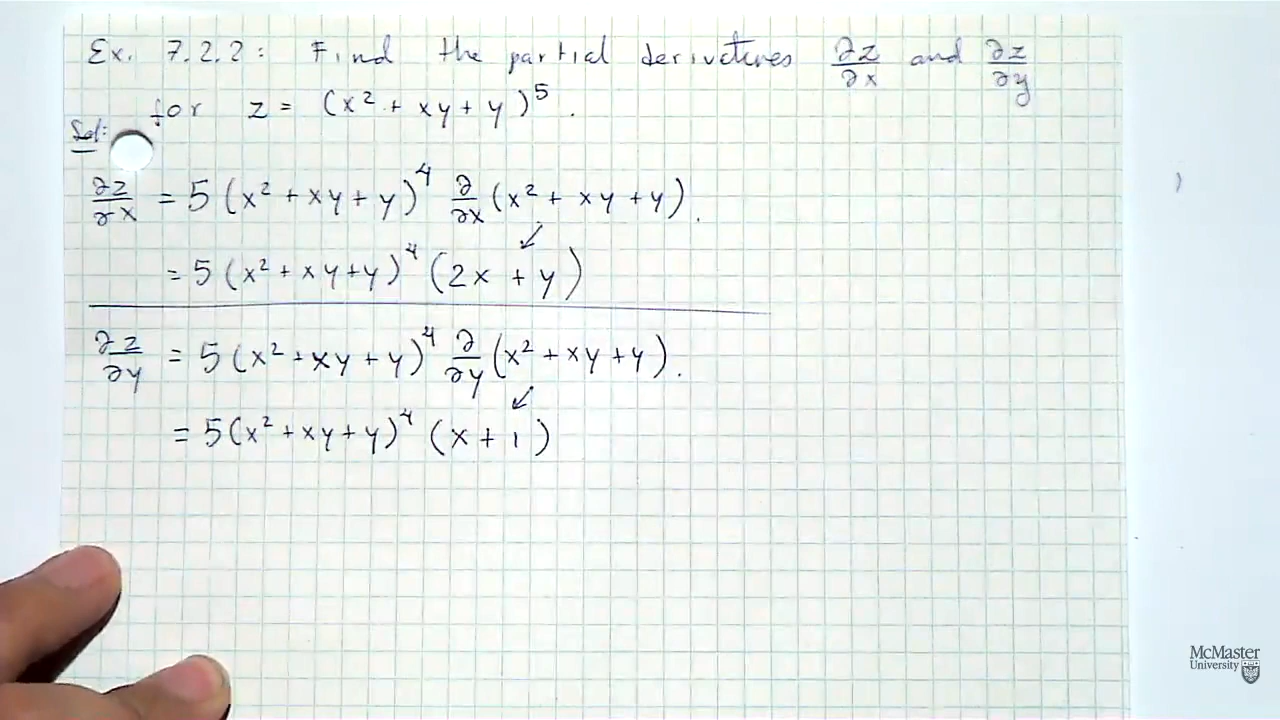 Ex. 7.2.2: Find the partial derivatives ∂z/∂x and ∂z/∂y
for z = (x² + xy + y)⁵.
Sol:
∂z/∂x = 5(x² + xy + y)⁴ ∂/∂x (x² + xy + y).
= 5(x² + xy + y)⁴ (2x + y)
∂z/∂y = 5(x² + xy + y)⁴ ∂/∂y (x² + xy + y).
= 5(x² + xy + y)⁴ (x + 1)
McMaster
University